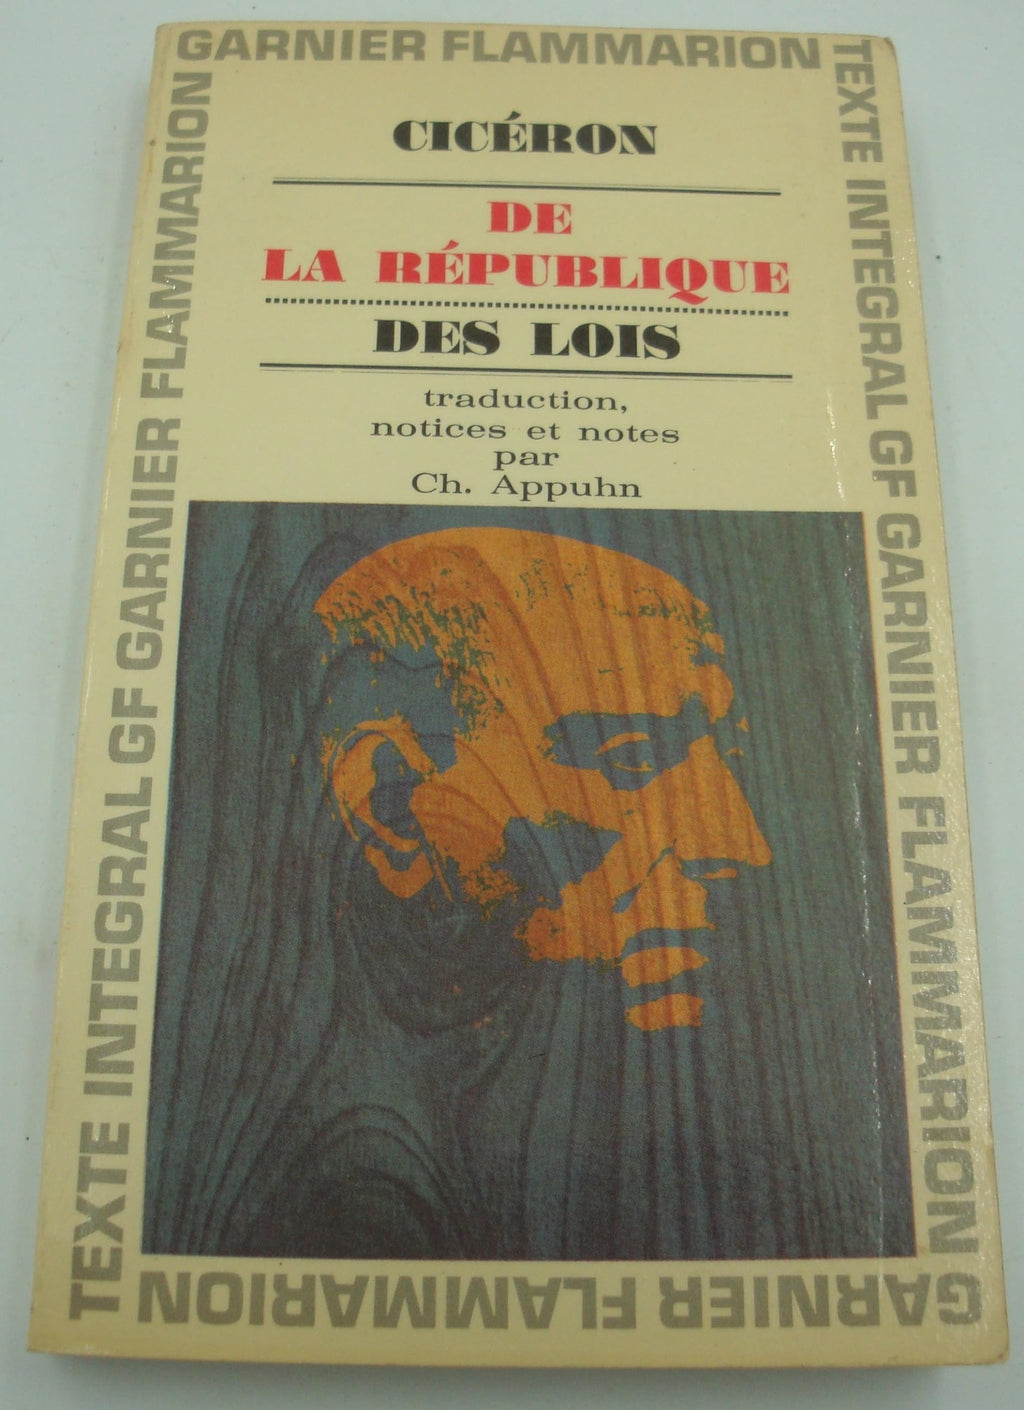 GARNIER FLAMMARION
TEXTE INTEGRAL GF GARNIER FLAMMARION
CICÉRON
DE
LA RÉPUBLIQUE
DES LOIS
traduction,
notices et notes
par
Ch. Appuhn
TEXTE INTEGRAL GF GARNIER FLAMMARION
GARNIER FLAMMARION